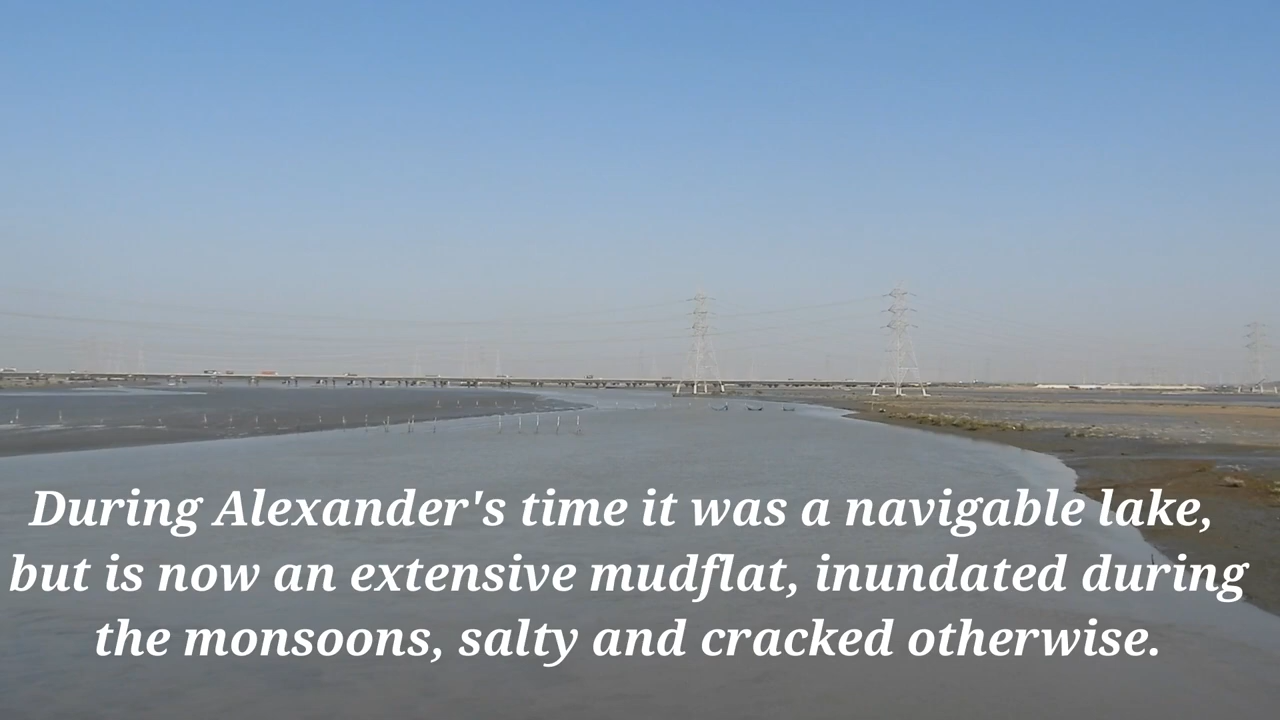 During Alexander's time it was a navigable lake,
but is now an extensive mudflat, inundated during
the monsoons, salty and cracked otherwise.